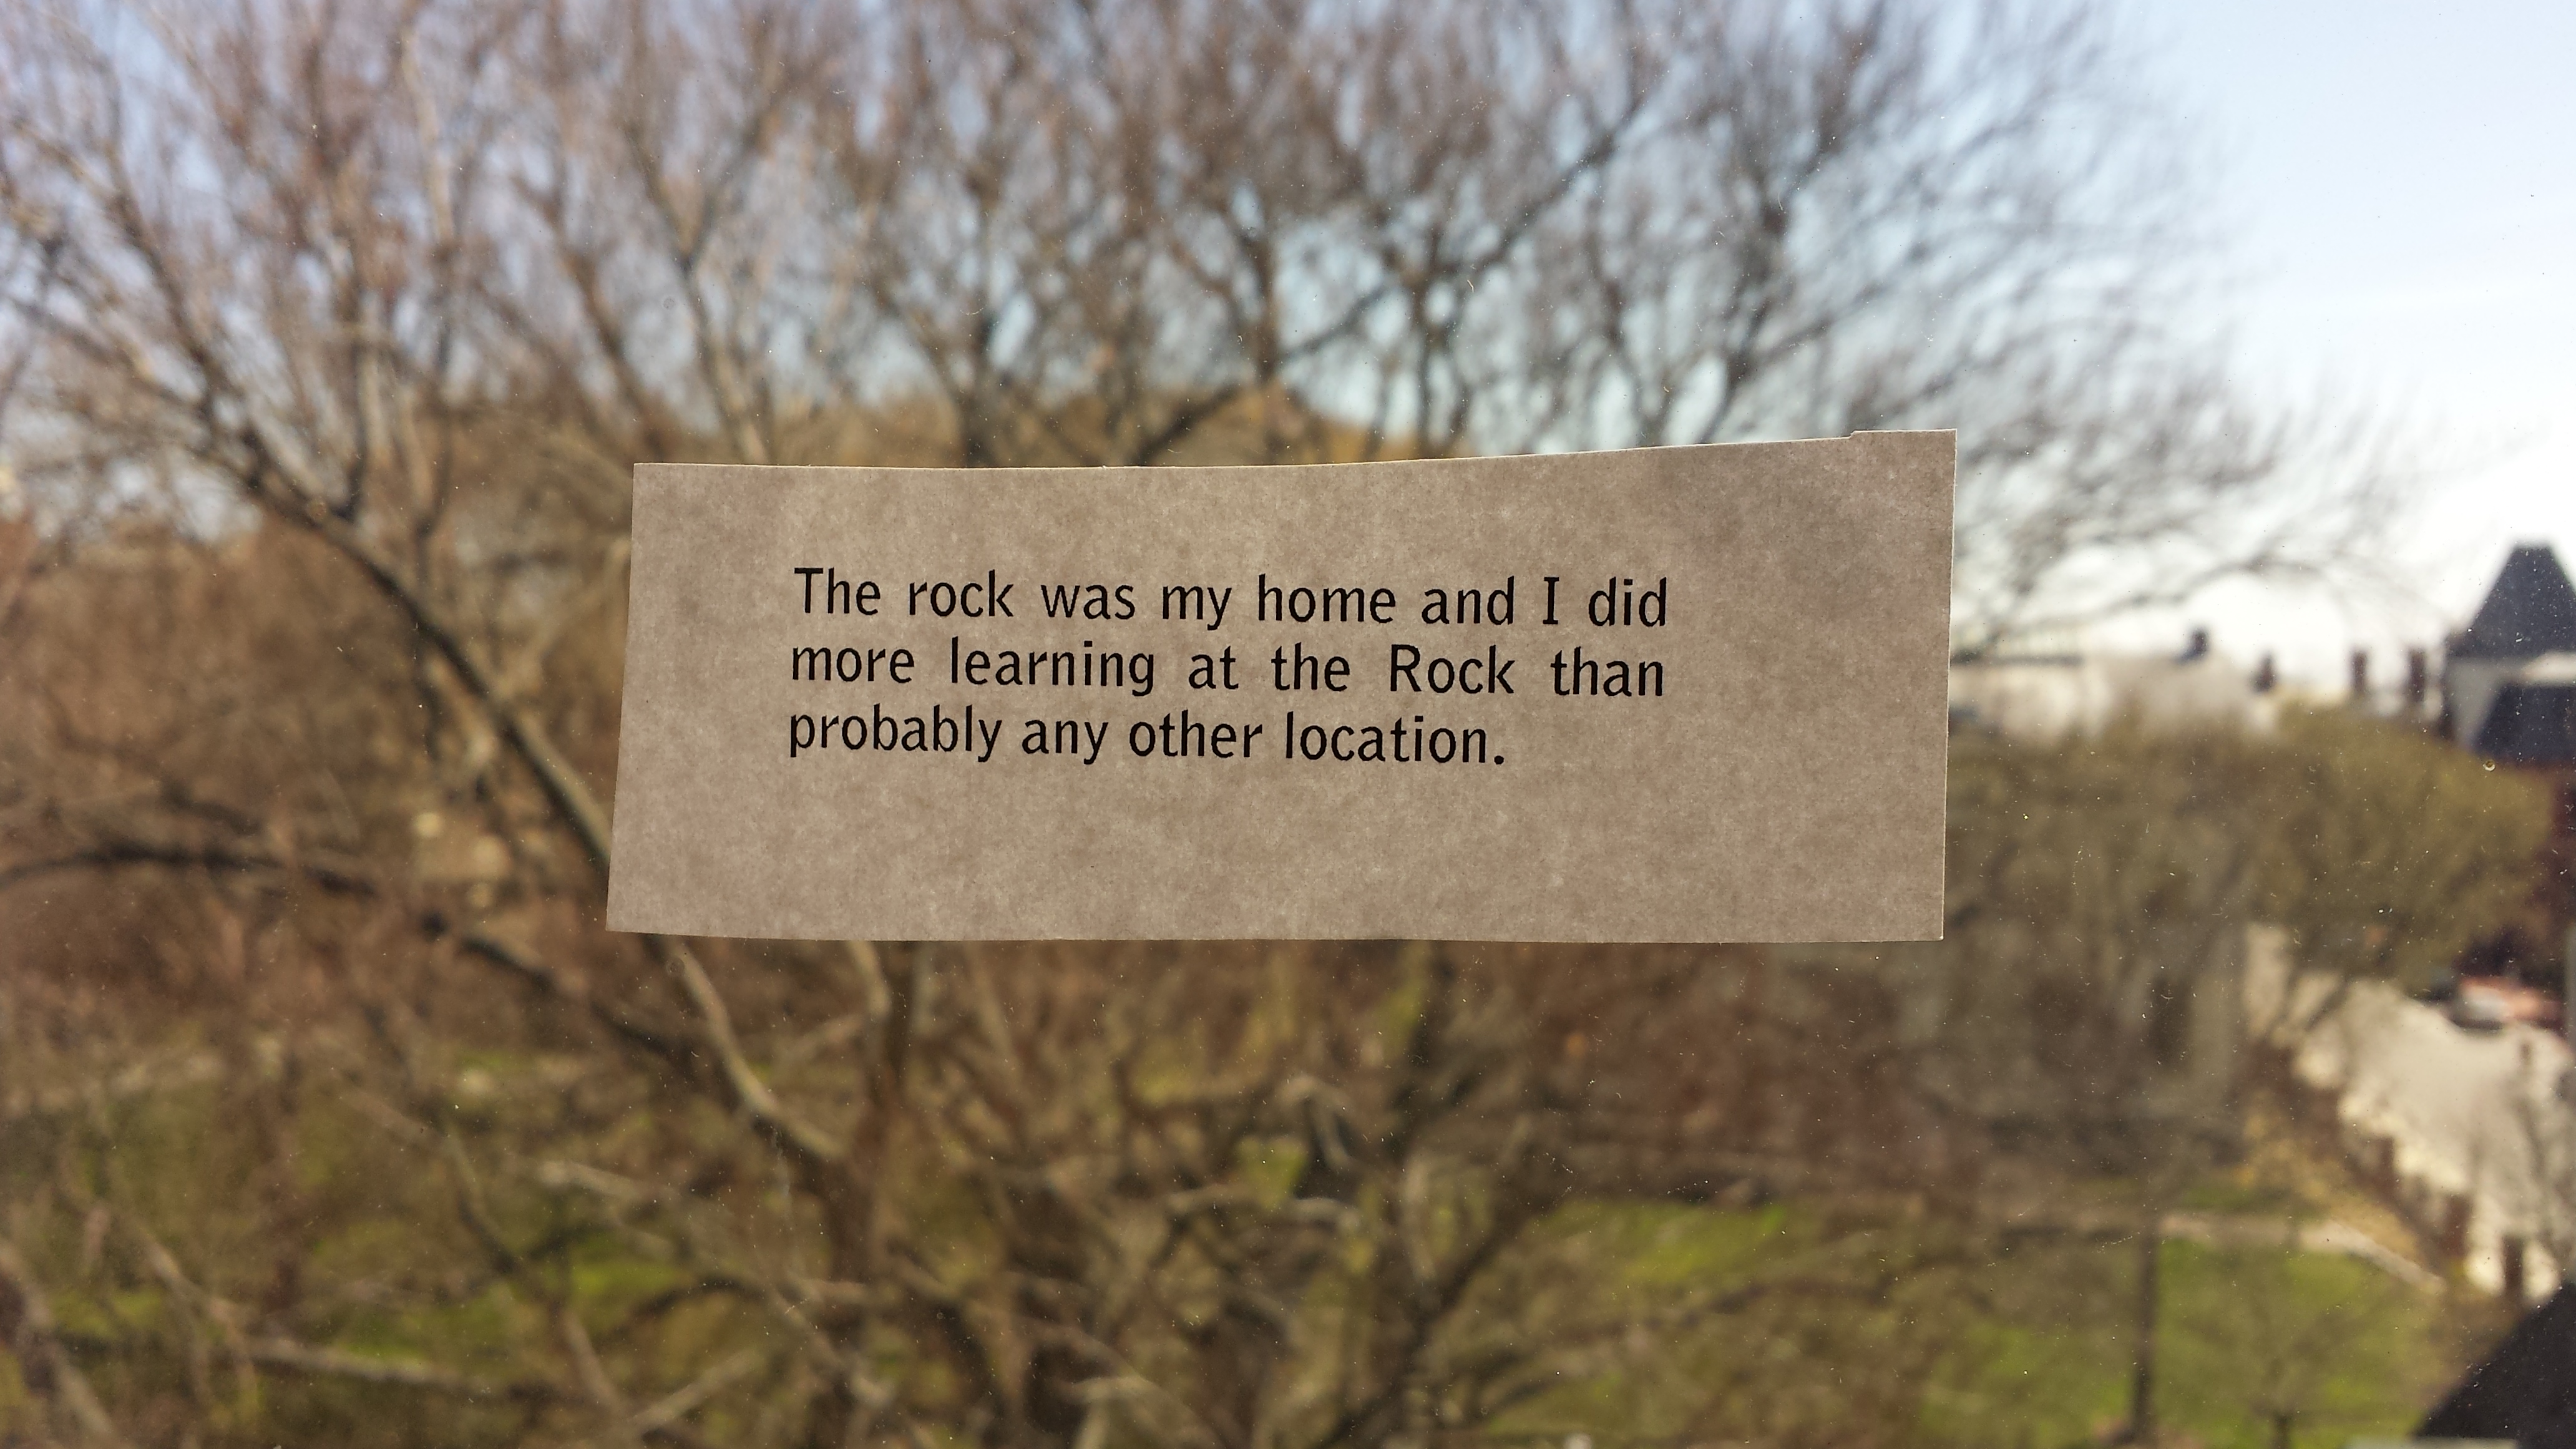 The rock was my home and I did
more learning at the Rock than
probably any other location.